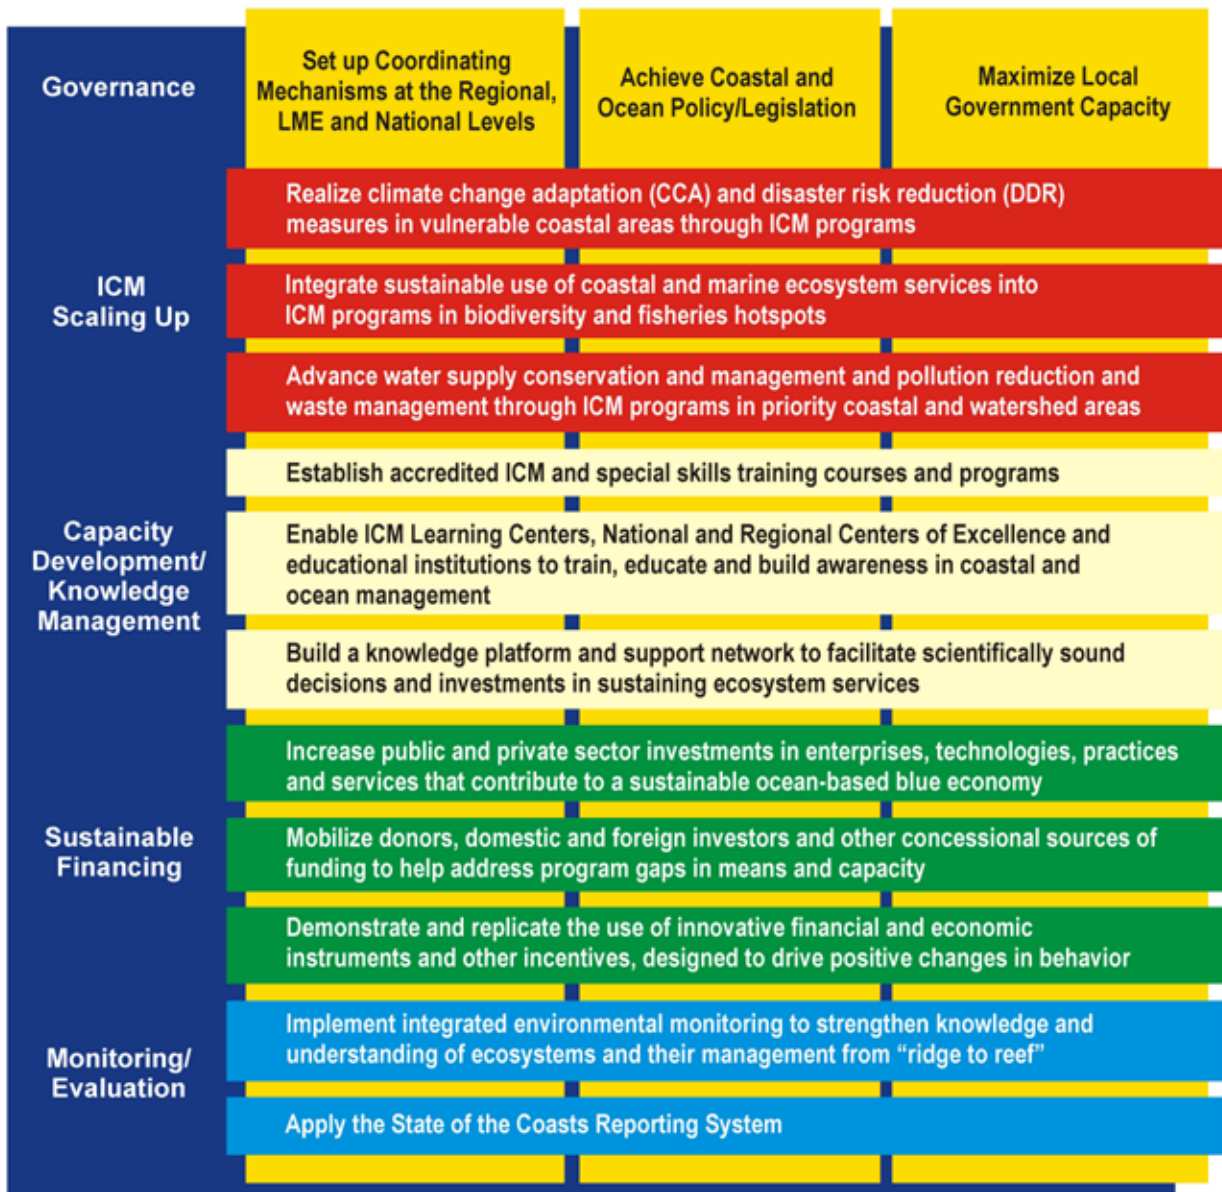 Governance
Set up Coordinating
Mechanisms at the Regional,
LME and National Levels
Achieve Coastal and
Ocean Policy/Legislation
Maximize Local
Government Capacity
ICM
Scaling Up
Realize climate change adaptation (CCA) and disaster risk reduction (DDR)
measures in vulnerable coastal areas through ICM programs
Integrate sustainable use of coastal and marine ecosystem services into
ICM programs in biodiversity and fisheries hotspots
Advance water supply conservation and management and pollution reduction and
waste management through ICM programs in priority coastal and watershed areas
Capacity
Development/
Knowledge
Management
Establish accredited ICM and special skills training courses and programs
Enable ICM Learning Centers, National and Regional Centers of Excellence and
educational institutions to train, educate and build awareness in coastal and
ocean management
Build a knowledge platform and support network to facilitate scientifically sound
decisions and investments in sustaining ecosystem services
Sustainable
Financing
Increase public and private sector investments in enterprises, technologies, practices
and services that contribute to a sustainable ocean-based blue economy
Mobilize donors, domestic and foreign investors and other concessional sources of
funding to help address program gaps in means and capacity
Demonstrate and replicate the use of innovative financial and economic
instruments and other incentives, designed to drive positive changes in behavior
Monitoring/
Evaluation
Implement integrated environmental monitoring to strengthen knowledge and
understanding of ecosystems and their management from “ridge to reef”
Apply the State of the Coasts Reporting System